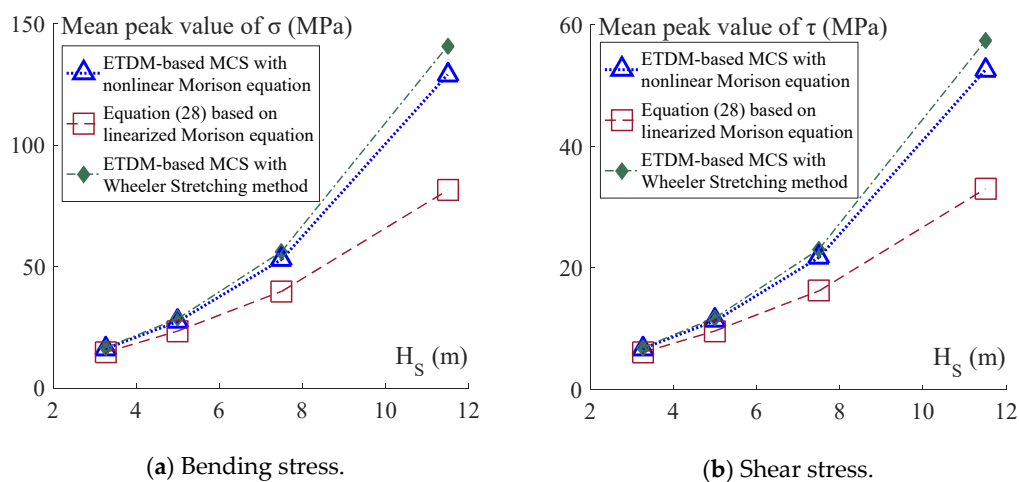 Mean peak value of σ (MPa)
150
100
50
0
2
4
6
8
10
12
ETDM-based MCS with
nonlinear Morison equation
Equation (28) based on
linearized Morison equation
ETDM-based MCS with
Wheeler Stretching method
H_S (m)
(a) Bending stress.
Mean peak value of τ (MPa)
60
40
20
0
2
4
6
8
10
12
ETDM-based MCS with
nonlinear Morison equation
Equation (28) based on
linearized Morison equation
ETDM-based MCS with
Wheeler Stretching method
H_S (m)
(b) Shear stress.